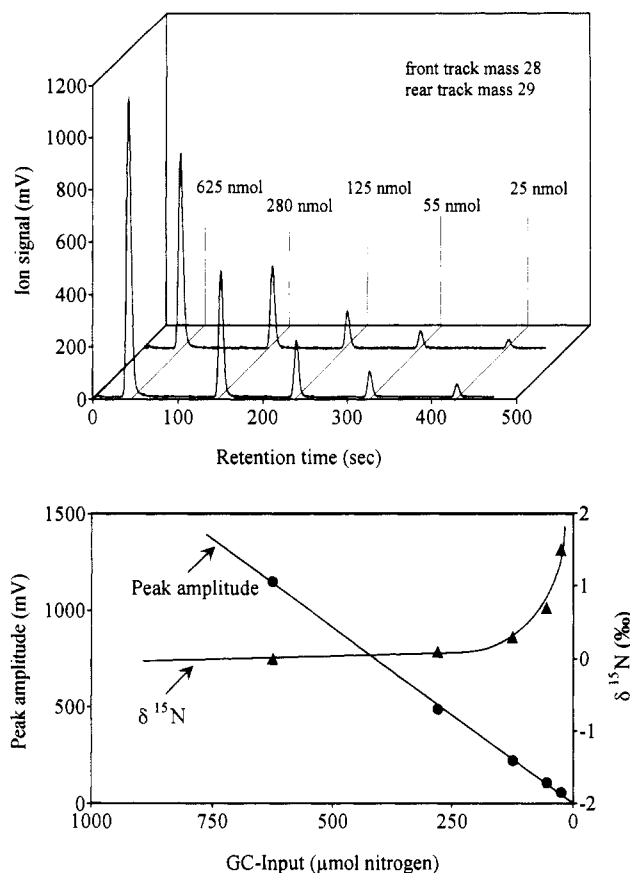 front track mass 28
rear track mass 29
1200
1000
800
600
400
200
0
Ion signal (mV)
625 nmol
280 nmol
125 nmol
55 nmol
25 nmol
0 100 200 300 400 500
Retention time (sec)
1500
1000
500
0
Peak amplitude (mV)
Peak amplitude
δ ¹⁵N
2
1
0
-1
-2
δ ¹⁵N (‰)
1000 750 500 250 0
GC-Input (μmol nitrogen)